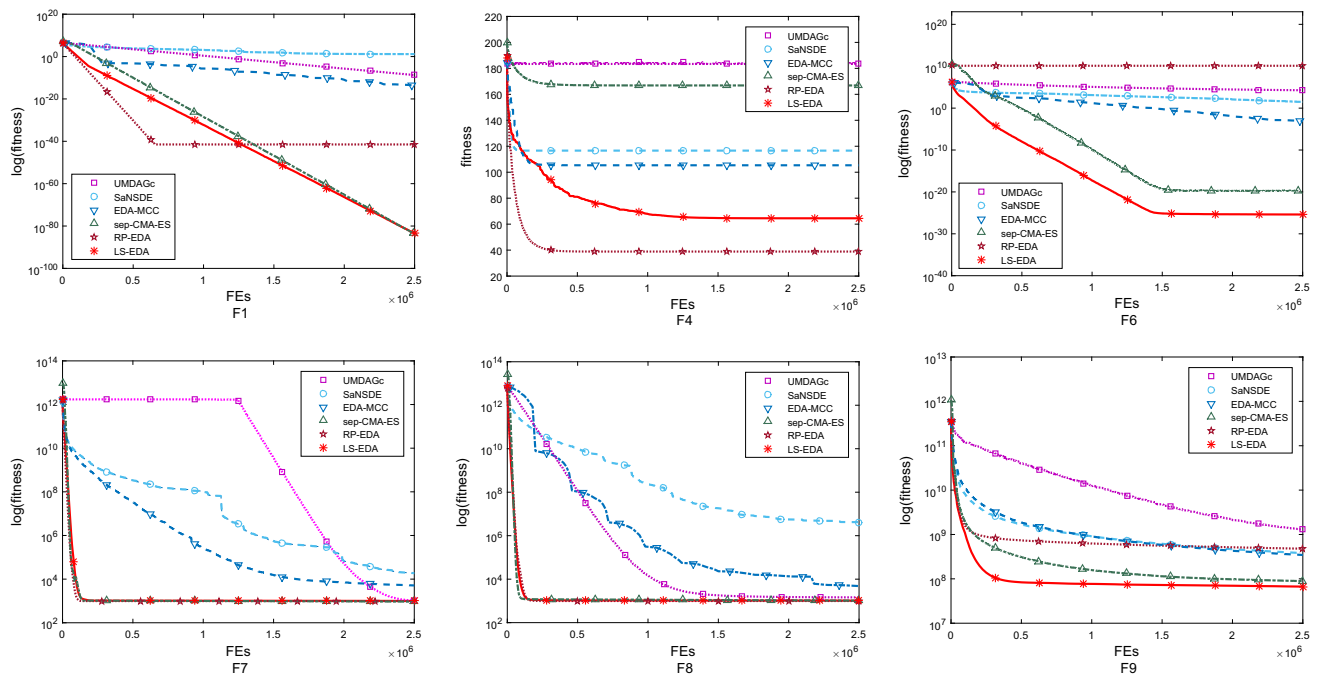 10^20
10^0
10^-20
10^-40
10^-60
10^-80
10^-100
log(fitness)
UMDAGc
SaNSDE
EDA-MCC
sep-CMA-ES
RP-EDA
LS-EDA
0 0.5 1 1.5 2 2.5
FEs
×10^6
F1
220
200
180
160
140
120
100
80
60
40
20
fitness
UMDAGc
SaNSDE
EDA-MCC
sep-CMA-ES
RP-EDA
LS-EDA
0 0.5 1 1.5 2 2.5
FEs
×10^6
F4
10^20
10^10
10^0
10^-10
10^-20
10^-30
10^-40
log(fitness)
UMDAGc
SaNSDE
EDA-MCC
sep-CMA-ES
RP-EDA
LS-EDA
0 0.5 1 1.5 2 2.5
FEs
×10^6
F6
10^14
10^12
10^10
10^8
10^6
10^4
10^2
log(fitness)
UMDAGc
SaNSDE
EDA-MCC
sep-CMA-ES
RP-EDA
LS-EDA
0 0.5 1 1.5 2 2.5
FEs
×10^6
F7
10^14
10^12
10^10
10^8
10^6
10^4
10^2
log(fitness)
UMDAGc
SaNSDE
EDA-MCC
sep-CMA-ES
RP-EDA
LS-EDA
0 0.5 1 1.5 2 2.5
FEs
×10^6
F8
10^13
10^12
10^11
10^10
10^9
10^8
10^7
log(fitness)
UMDAGc
SaNSDE
EDA-MCC
sep-CMA-ES
RP-EDA
LS-EDA
0 0.5 1 1.5 2 2.5
FEs
×10^6
F9